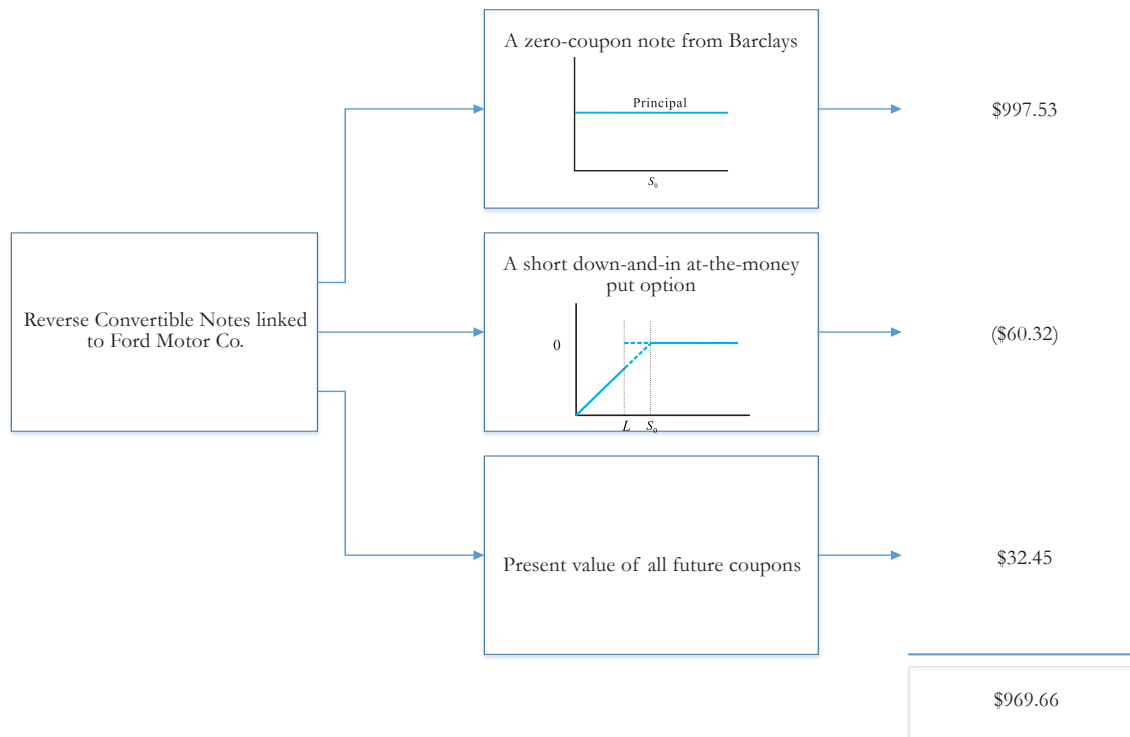 A zero-coupon note from Barclays
Principal
S₀
$997.53
Reverse Convertible Notes linked
to Ford Motor Co.
A short down-and-in at-the-money
put option
0
L S₀
($60.32)
Present value of all future coupons
$32.45
$969.66